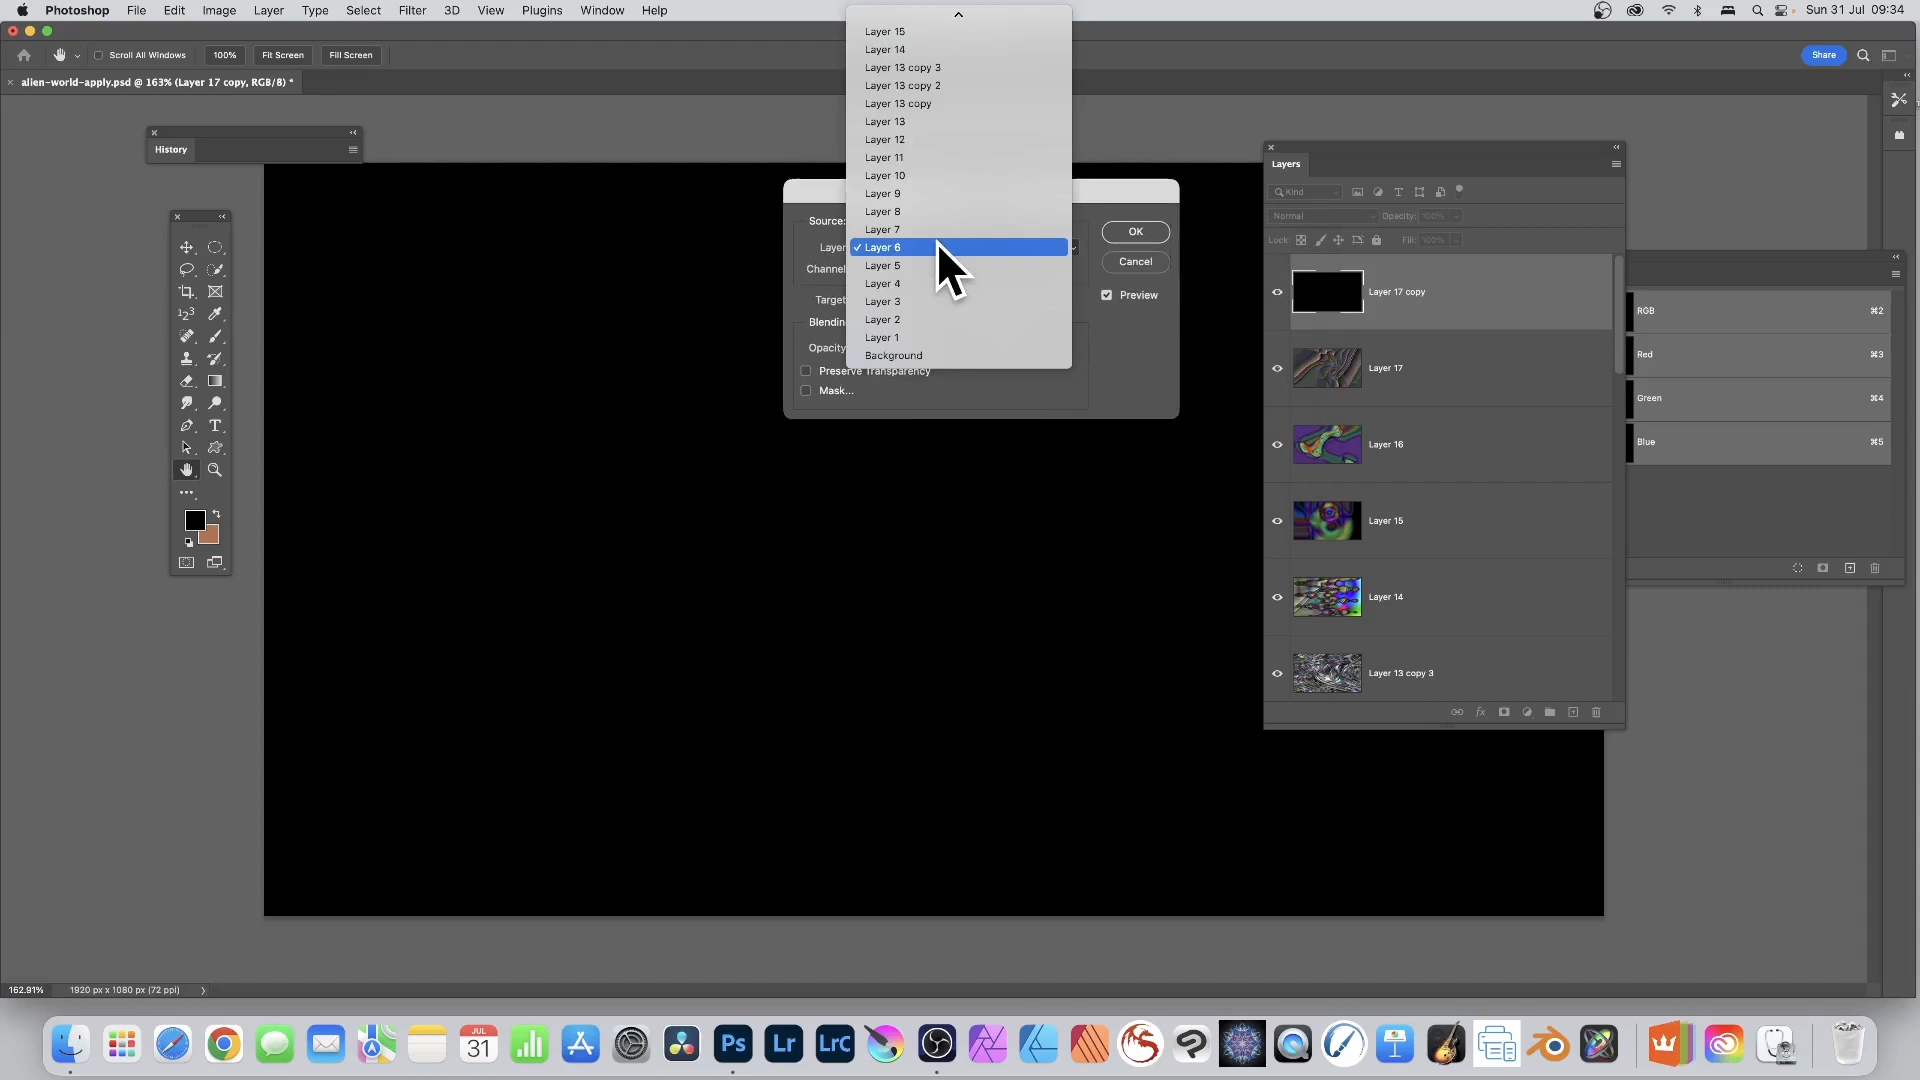 Photoshop File Edit Image Layer Type Select Filter 3D View Plugins Window Help Sun 31 Jul 09:34
Scroll All Windows 100% Fit Screen Fill Screen Share
alien-world-apply.psd @ 163% (Layer 17 copy, RGB/8) *
History
Layer 15
Layer 14
Layer 13 copy 3
Layer 13 copy 2
Layer 13 copy
Layer 13
Layer 12
Layer 11
Layer 10
Layer 9
Layer 8
Layer 7
✓ Layer 6
Layer 5
Layer 4
Layer 3
Layer 2
Layer 1
Background
Source:
Layer
Channel
Target
Blending
Opacity
Preserve Transparency
Mask...
OK
Cancel
Preview
Layers
Kind
Normal Opacity: 100%
Lock: Fill: 100%
Layer 17 copy
Layer 17
Layer 16
Layer 15
Layer 14
Layer 13 copy 3
fx
RGB ⌘2
Red ⌘3
Green ⌘4
Blue ⌘5
162.91% 1920 px x 1080 px (72 ppi)
JUL
31
Ps
Lr
LrC